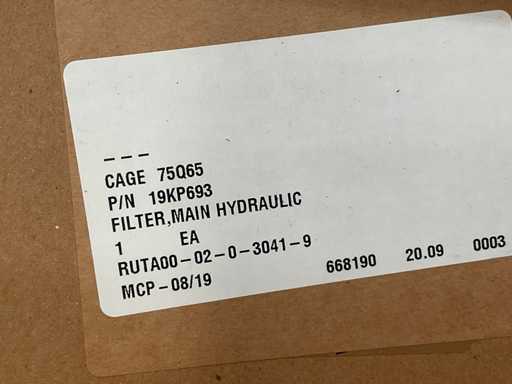 ---
CAGE 75Q65
P/N 19KP693
FILTER,MAIN HYDRAULIC
1 EA
RUTA00-02-0-3041-9
MCP-08/19 668190 20.09 0003